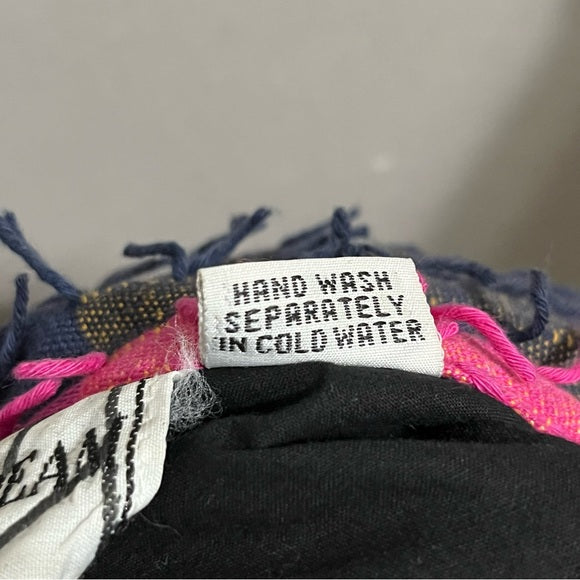 HAND WASH
SEPARATELY
IN COLD WATER